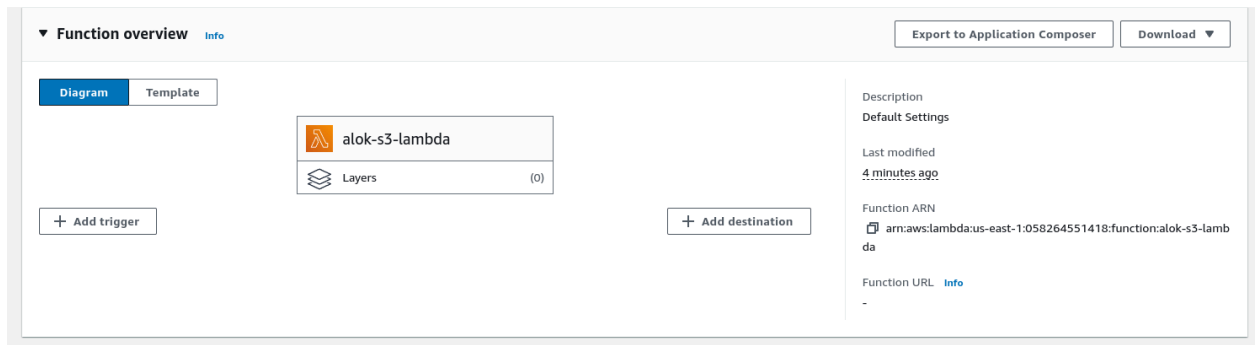 Function overview Info
Export to Application Composer
Download
Diagram
Template
alok-s3-lambda
Layers (0)
Add trigger
Add destination
Description
Default Settings
Last modified
4 minutes ago
Function ARN
arn:aws:lambda:us-east-1:058264551418:function:alok-s3-lamb
da
Function URL Info
-